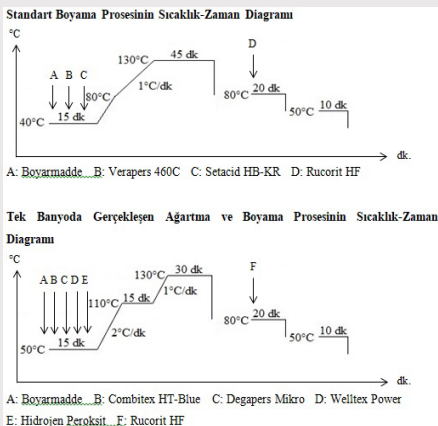 Standart Boyama Prosesinin Sıcaklık-Zaman Diagramı
°C
130°C 45 dk
D
A B C
80°C
1°C/dk
80°C 20 dk
40°C 15 dk
50°C 10 dk
dk.
A: Boyarmadde B: Verapers 460C C: Setacid HB-KR D: Rucorit HF
Tek Banyoda Gerçekleşen Ağartma ve Boyama Prosesinin Sıcaklık-Zaman
Diagramı
°C
130°C 30 dk
F
A B C D E
110°C 15 dk
1°C/dk
2°C/dk
80°C 20 dk
50°C 15 dk
50°C 10 dk
dk.
A: Boyarmadde B: Combitex HT-Blue C: Degapers Mikro D: Welltex Power
E: Hidrojen Peroksit F: Rucorit HF